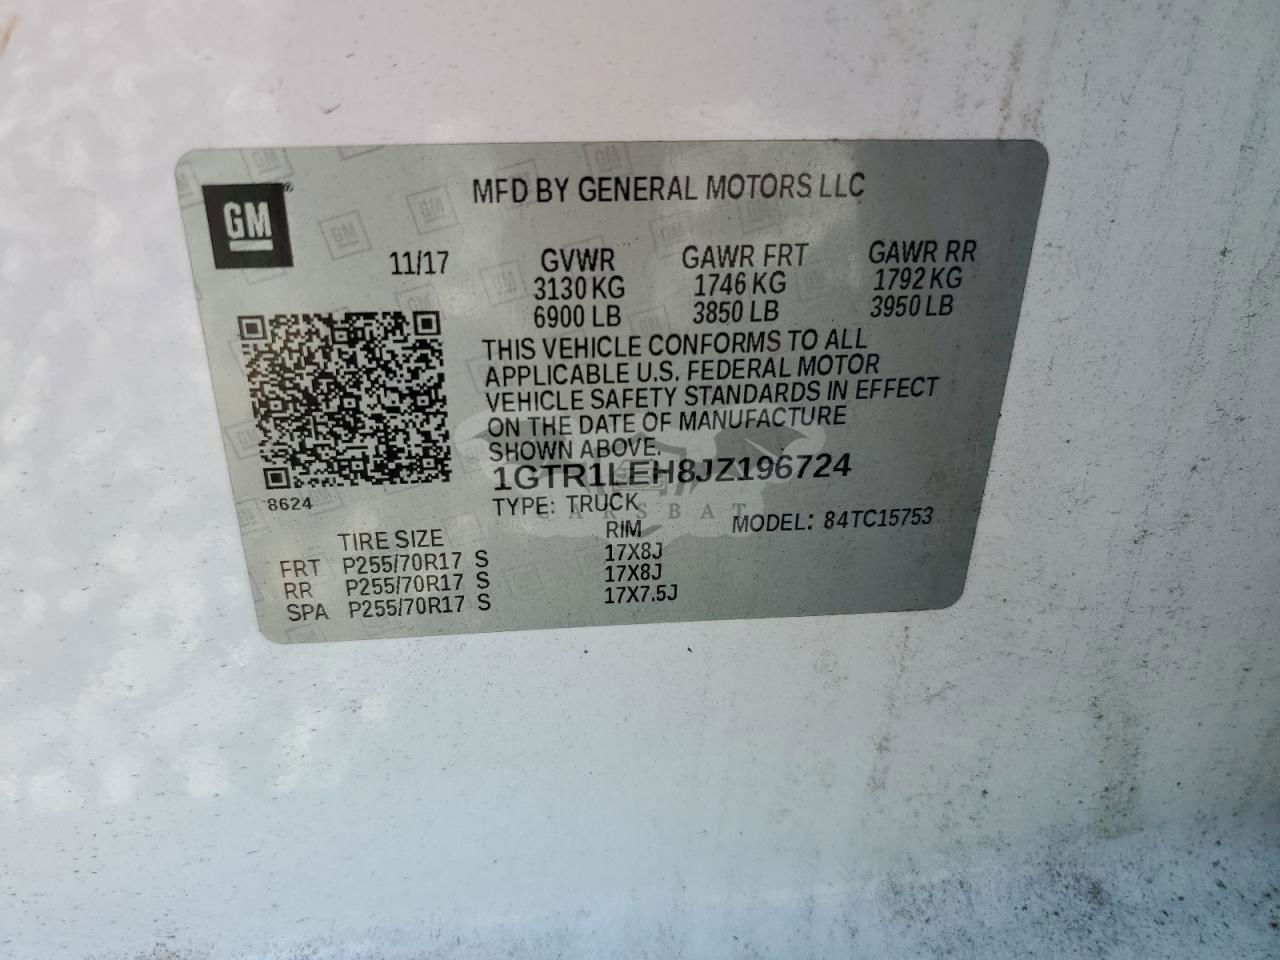 GM
MFD BY GENERAL MOTORS LLC
11/17
GVWR GAWR FRT GAWR RR
3130 KG 1746 KG 1792 KG
6900 LB 3850 LB 3950 LB
THIS VEHICLE CONFORMS TO ALL
APPLICABLE U.S. FEDERAL MOTOR
VEHICLE SAFETY STANDARDS IN EFFECT
ON THE DATE OF MANUFACTURE
SHOWN ABOVE.
1GTR1LEH8JZ196724
8624
TYPE: TRUCK
CARSBAT
MODEL: 84TC15753
TIRE SIZE RIM
FRT P255/70R17 S 17X8J
RR P255/70R17 S 17X8J
SPA P255/70R17 S 17X7.5J